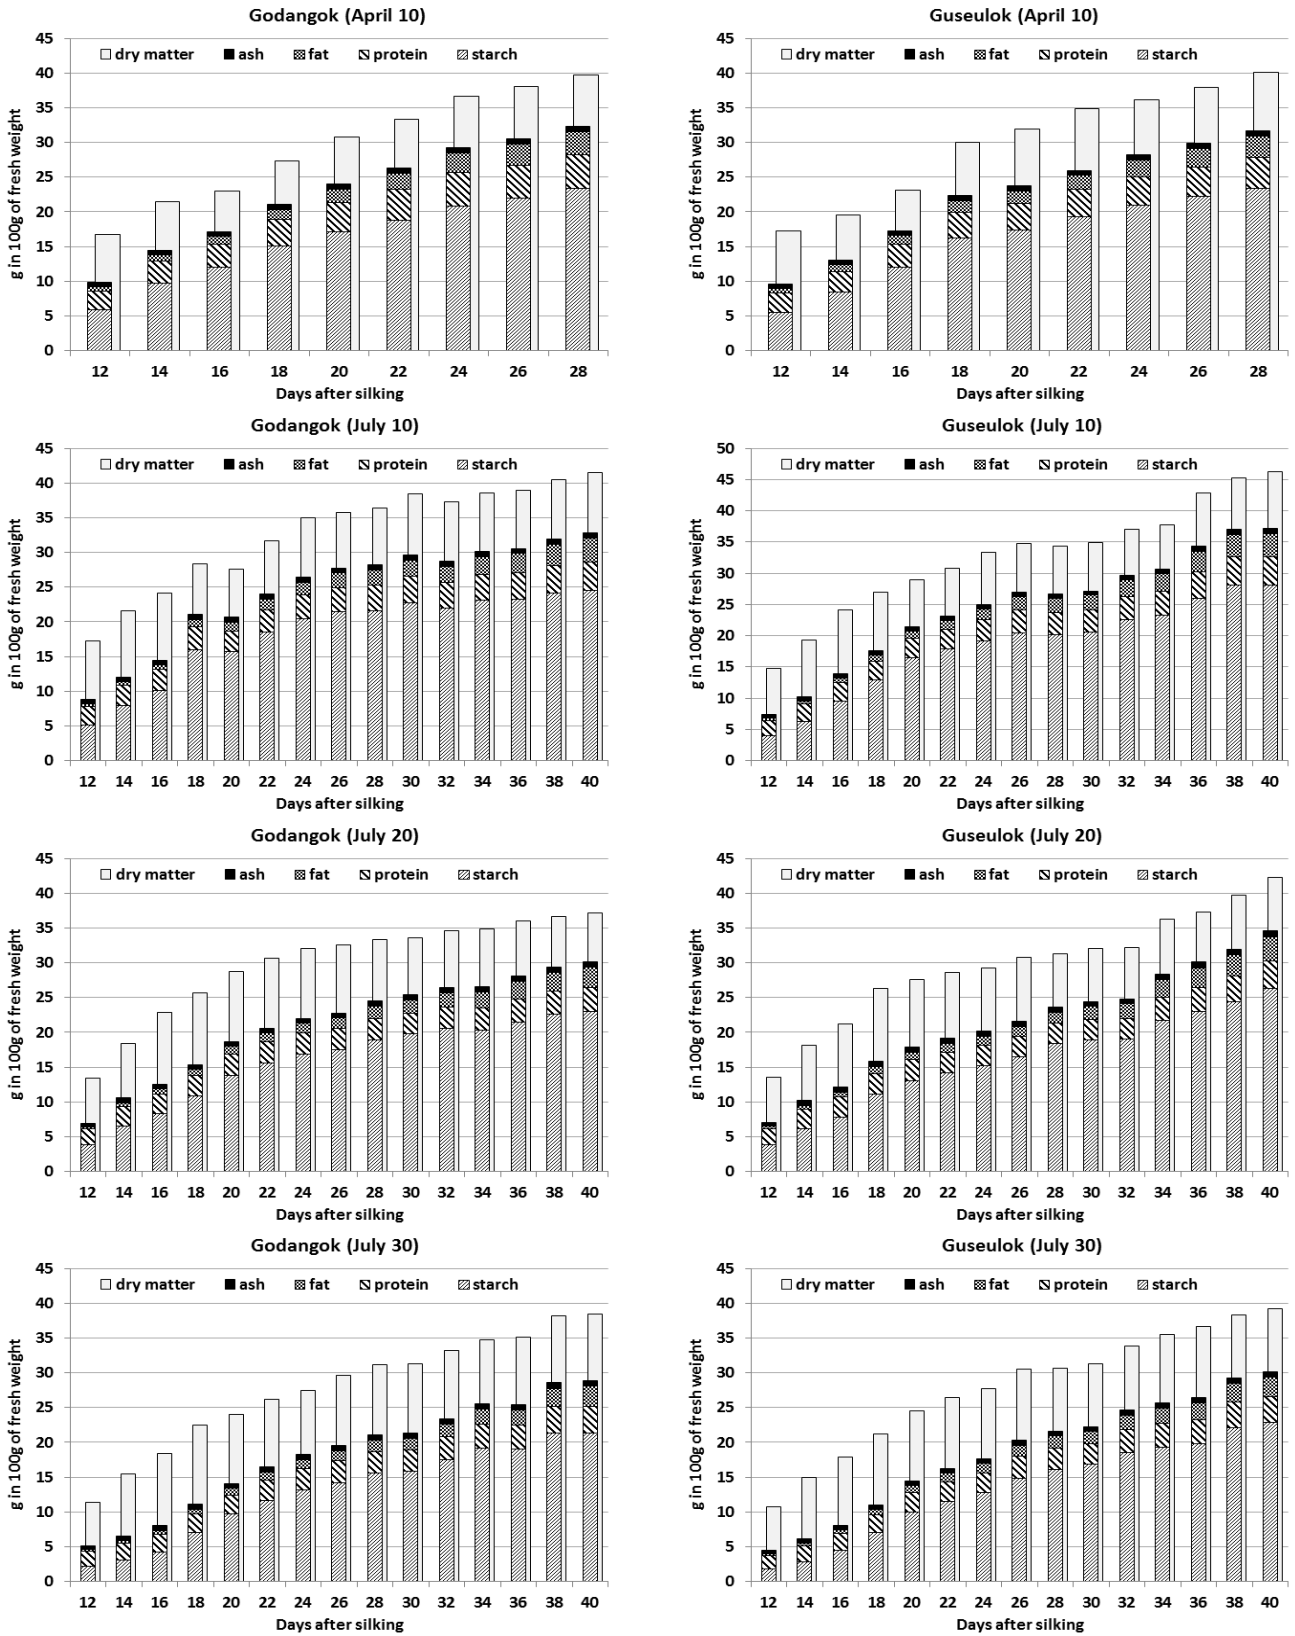 Godangok (April 10)
dry matter ash fat protein starch
g in 100g of fresh weight
45
40
35
30
25
20
15
10
5
0
12 14 16 18 20 22 24 26 28
Days after silking
Guseulok (April 10)
dry matter ash fat protein starch
g in 100g of fresh weight
45
40
35
30
25
20
15
10
5
0
12 14 16 18 20 22 24 26 28
Days after silking
Godangok (July 10)
dry matter ash fat protein starch
g in 100g of fresh weight
45
40
35
30
25
20
15
10
5
0
12 14 16 18 20 22 24 26 28 30 32 34 36 38 40
Days after silking
Guseulok (July 10)
dry matter ash fat protein starch
g in 100g of fresh weight
50
45
40
35
30
25
20
15
10
5
0
12 14 16 18 20 22 24 26 28 30 32 34 36 38 40
Days after silking
Godangok (July 20)
dry matter ash fat protein starch
g in 100g of fresh weight
45
40
35
30
25
20
15
10
5
0
12 14 16 18 20 22 24 26 28 30 32 34 36 38 40
Days after silking
Guseulok (July 20)
dry matter ash fat protein starch
g in 100g of fresh weight
45
40
35
30
25
20
15
10
5
0
12 14 16 18 20 22 24 26 28 30 32 34 36 38 40
Days after silking
Godangok (July 30)
dry matter ash fat protein starch
g in 100g of fresh weight
45
40
35
30
25
20
15
10
5
0
12 14 16 18 20 22 24 26 28 30 32 34 36 38 40
Days after silking
Guseulok (July 30)
dry matter ash fat protein starch
g in 100g of fresh weight
45
40
35
30
25
20
15
10
5
0
12 14 16 18 20 22 24 26 28 30 32 34 36 38 40
Days after silking